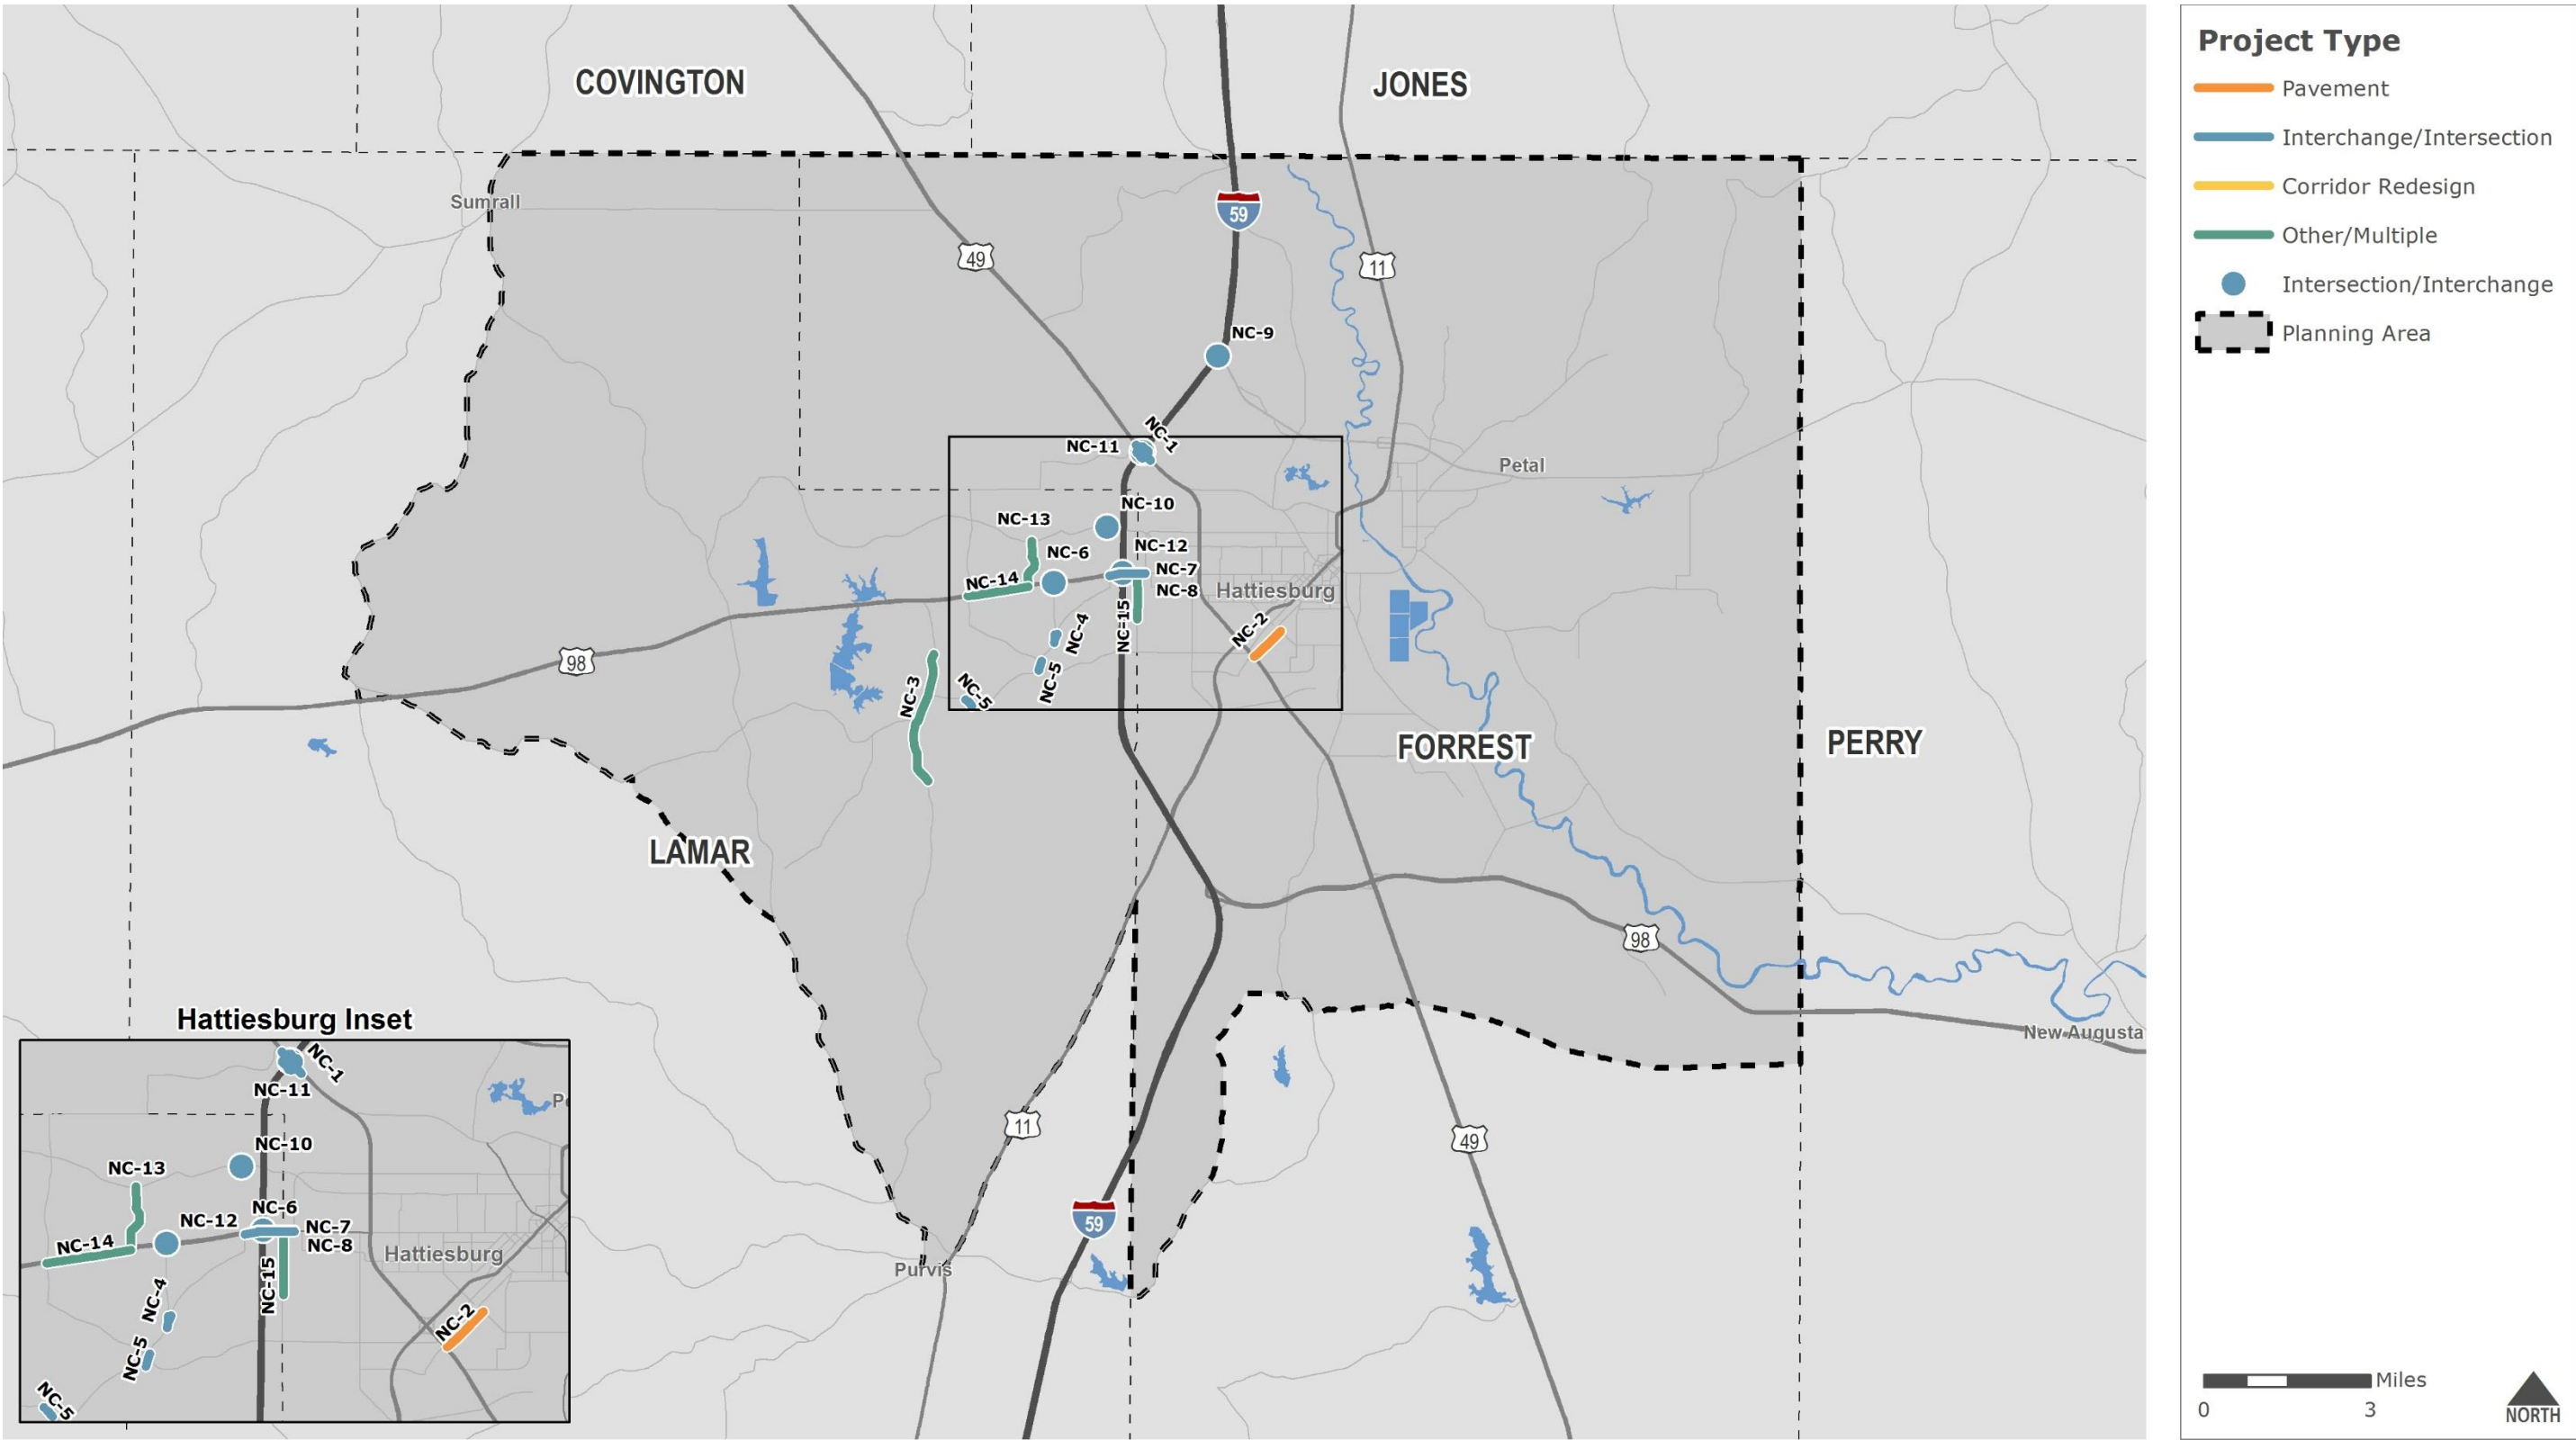 COVINGTON
JONES
Sumrall
59
49
11
NC-9
NC-1
NC-11
Petal
NC-10
NC-13
NC-12
NC-6
NC-7
NC-14
NC-8
Hattiesburg
NC-15
NC-4
NC-2
98
NC-5
NC-3
NC-5
FORREST
PERRY
LAMAR
98
New Augusta
11
49
59
Purvis
Hattiesburg Inset
NC-1
NC-11
NC-10
NC-13
NC-6
NC-12
NC-7
NC-14
NC-8
Hattiesburg
NC-15
NC-4
NC-2
NC-5
NC-5
Project Type
Pavement
Interchange/Intersection
Corridor Redesign
Other/Multiple
Intersection/Interchange
Planning Area
Miles
0 3
NORTH